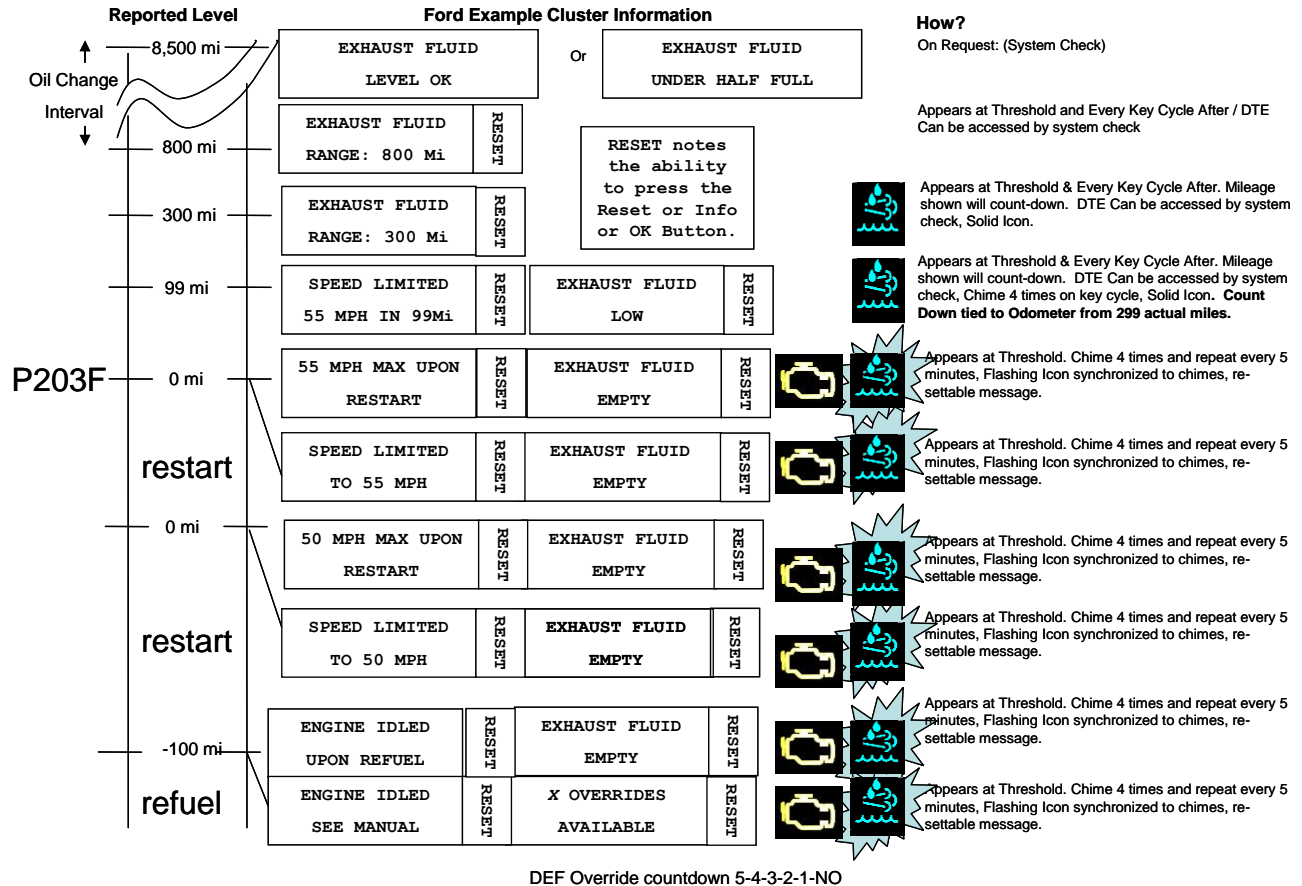 Reported Level
Ford Example Cluster Information
How?
8,500 mi
Oil Change
Interval
EXHAUST FLUID
LEVEL OK
Or
EXHAUST FLUID
UNDER HALF FULL
On Request: (System Check)
800 mi
EXHAUST FLUID
RANGE: 800 Mi
RESET
RESET notes
the ability
to press the
Reset or Info
or OK Button.
Appears at Threshold and Every Key Cycle After / DTE
Can be accessed by system check
300 mi
EXHAUST FLUID
RANGE: 300 Mi
RESET
Appears at Threshold & Every Key Cycle After. Mileage
shown will count-down. DTE Can be accessed by system
check, Solid Icon.
99 mi
SPEED LIMITED
55 MPH IN 99Mi
RESET
EXHAUST FLUID
LOW
RESET
Appears at Threshold & Every Key Cycle After. Mileage
shown will count-down. DTE Can be accessed by system
check, Chime 4 times on key cycle, Solid Icon. Count
Down tied to Odometer from 299 actual miles.
P203F
0 mi
55 MPH MAX UPON
RESTART
RESET
EXHAUST FLUID
EMPTY
RESET
Appears at Threshold. Chime 4 times and repeat every 5
minutes, Flashing Icon synchronized to chimes, re-
settable message.
restart
SPEED LIMITED
TO 55 MPH
RESET
EXHAUST FLUID
EMPTY
RESET
Appears at Threshold. Chime 4 times and repeat every 5
minutes, Flashing Icon synchronized to chimes, re-
settable message.
0 mi
50 MPH MAX UPON
RESTART
RESET
EXHAUST FLUID
EMPTY
RESET
Appears at Threshold. Chime 4 times and repeat every 5
minutes, Flashing Icon synchronized to chimes, re-
settable message.
restart
SPEED LIMITED
TO 50 MPH
RESET
EXHAUST FLUID
EMPTY
RESET
Appears at Threshold. Chime 4 times and repeat every 5
minutes, Flashing Icon synchronized to chimes, re-
settable message.
-100 mi
ENGINE IDLED
UPON REFUEL
RESET
EXHAUST FLUID
EMPTY
RESET
Appears at Threshold. Chime 4 times and repeat every 5
minutes, Flashing Icon synchronized to chimes, re-
settable message.
refuel
ENGINE IDLED
SEE MANUAL
RESET
X OVERRIDES
AVAILABLE
RESET
Appears at Threshold. Chime 4 times and repeat every 5
minutes, Flashing Icon synchronized to chimes, re-
settable message.
DEF Override countdown 5-4-3-2-1-NO